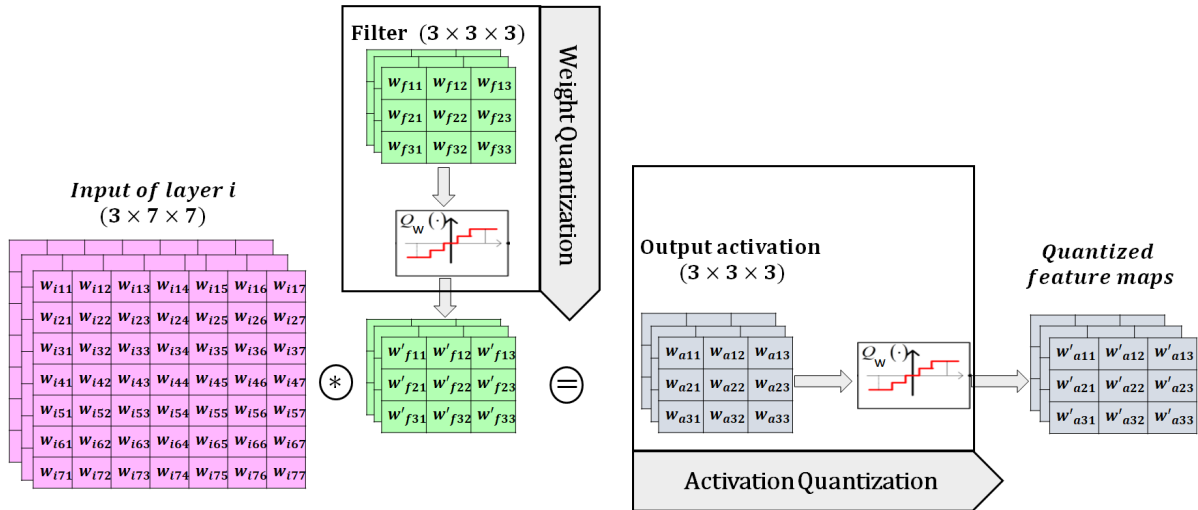 Filter (3 × 3 × 3)
w_f11 w_f12 w_f13
w_f21 w_f22 w_f23
w_f31 w_f32 w_f33
Weight Quantization
Q_w(·)
Input of layer i
(3 × 7 × 7)
w_i11 w_i12 w_i13 w_i14 w_i15 w_i16 w_i17
w_i21 w_i22 w_i23 w_i24 w_i25 w_i26 w_i27
w_i31 w_i32 w_i33 w_i34 w_i35 w_i36 w_i37
w_i41 w_i42 w_i43 w_i44 w_i45 w_i46 w_i47
w_i51 w_i52 w_i53 w_i54 w_i55 w_i56 w_i57
w_i61 w_i62 w_i63 w_i64 w_i65 w_i66 w_i67
w_i71 w_i72 w_i73 w_i74 w_i75 w_i76 w_i77
*
w'_f11 w'_f12 w'_f13
w'_f21 w'_f22 w'_f23
w'_f31 w'_f32 w'_f33
=
Output activation
(3 × 3 × 3)
w_a11 w_a12 w_a13
w_a21 w_a22 w_a23
w_a31 w_a32 w_a33
Q_w(·)
Activation Quantization
Quantized
feature maps
w'_a11 w'_a12 w'_a13
w'_a21 w'_a22 w'_a23
w'_a31 w'_a32 w'_a33